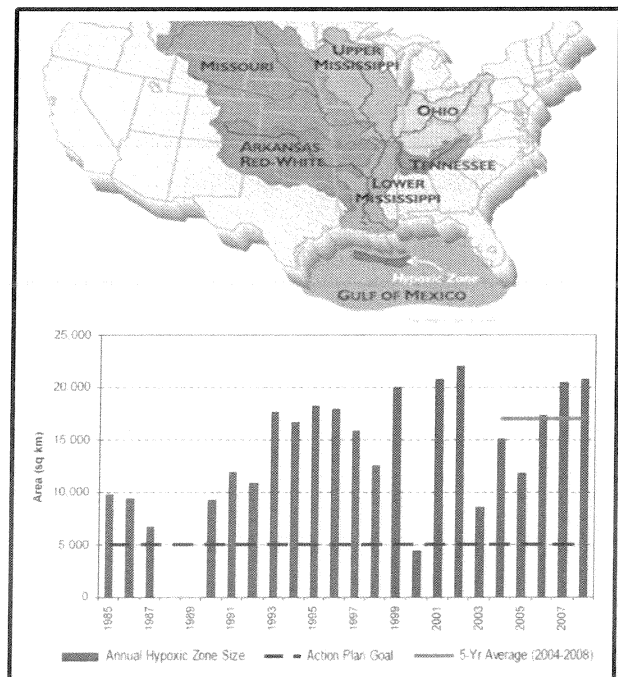 UPPER
MISSISSIPPI
MISSOURI
OHIO
ARKANSAS
RED-WHITE
TENNESSEE
LOWER
MISSISSIPPI
Hypoxic Zone
GULF OF MEXICO
25 000
20 000
15 000
10 000
5 000
0
Area (sq km)
1985 1987 1989 1991 1993 1995 1997 1999 2001 2003 2005 2007
Annual Hypoxic Zone Size Action Plan Goal 5-Yr Average (2004-2008)